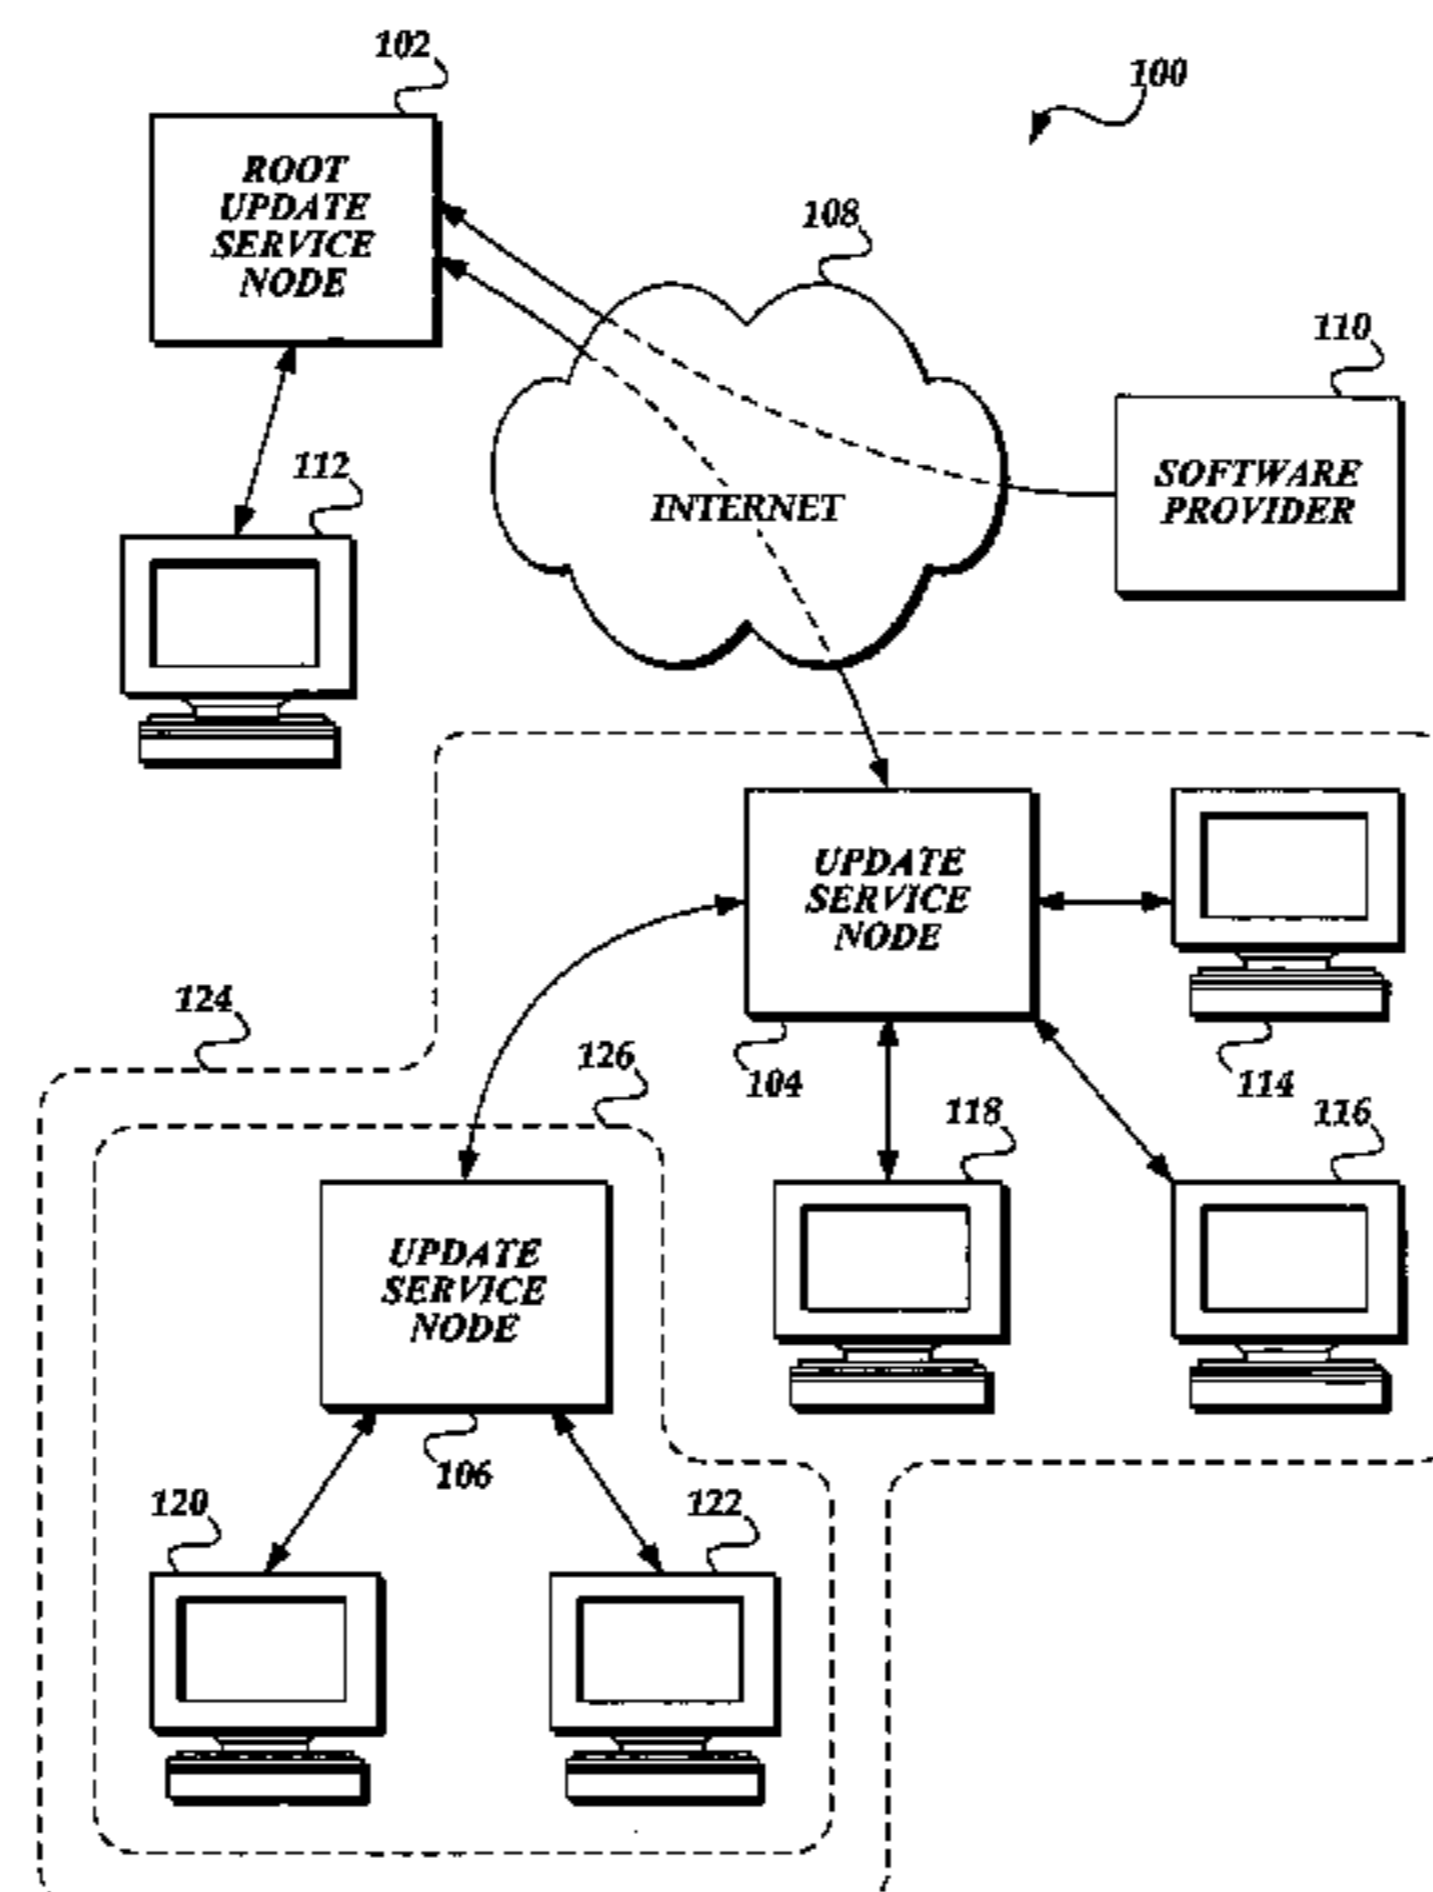 102
100
ROOT
UPDATE
SERVICE
NODE
108
110
SOFTWARE
PROVIDER
112
INTERNET
UPDATE
SERVICE
NODE
124
126
104
114
118
116
UPDATE
SERVICE
NODE
106
120
122